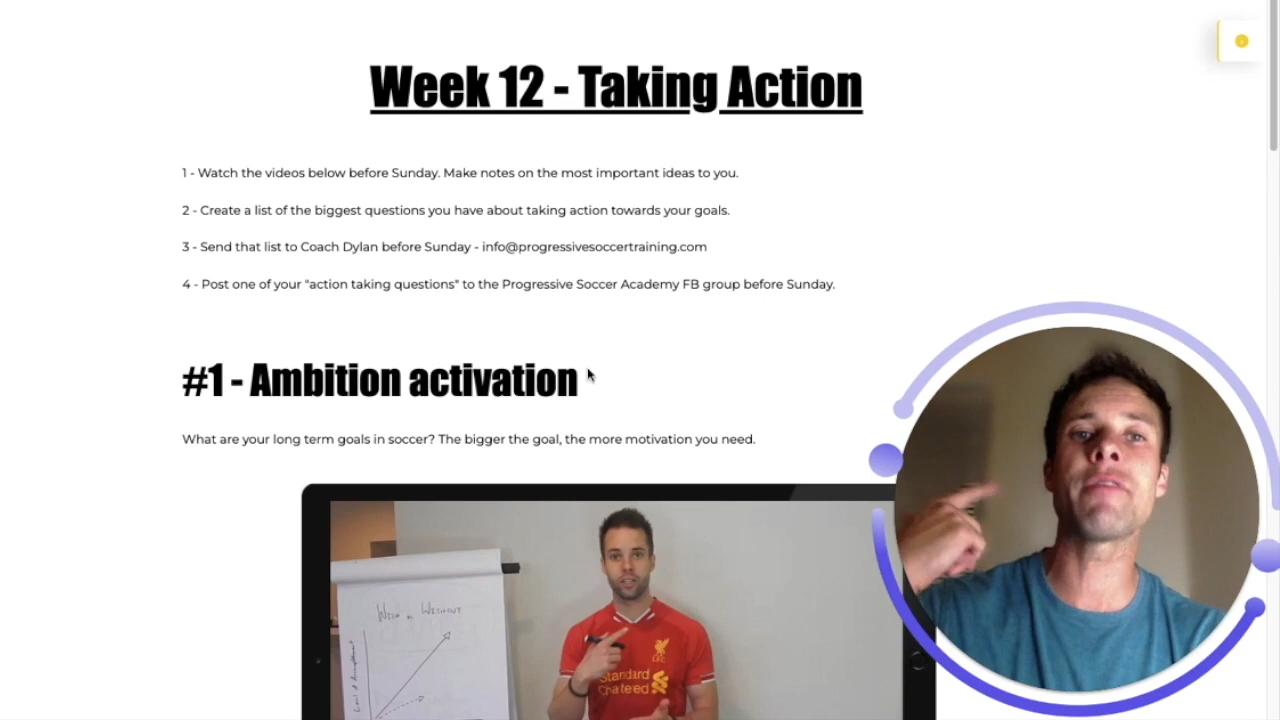 Week 12 - Taking Action
1 - Watch the videos below before Sunday. Make notes on the most important ideas to you.
2 - Create a list of the biggest questions you have about taking action towards your goals.
3 - Send that list to Coach Dylan before Sunday - info@progressivesoccertraining.com
4 - Post one of your "action taking questions" to the Progressive Soccer Academy FB group before Sunday.
#1 - Ambition activation
What are your long term goals in soccer? The bigger the goal, the more motivation you need.
LFC
Standard
Chartered